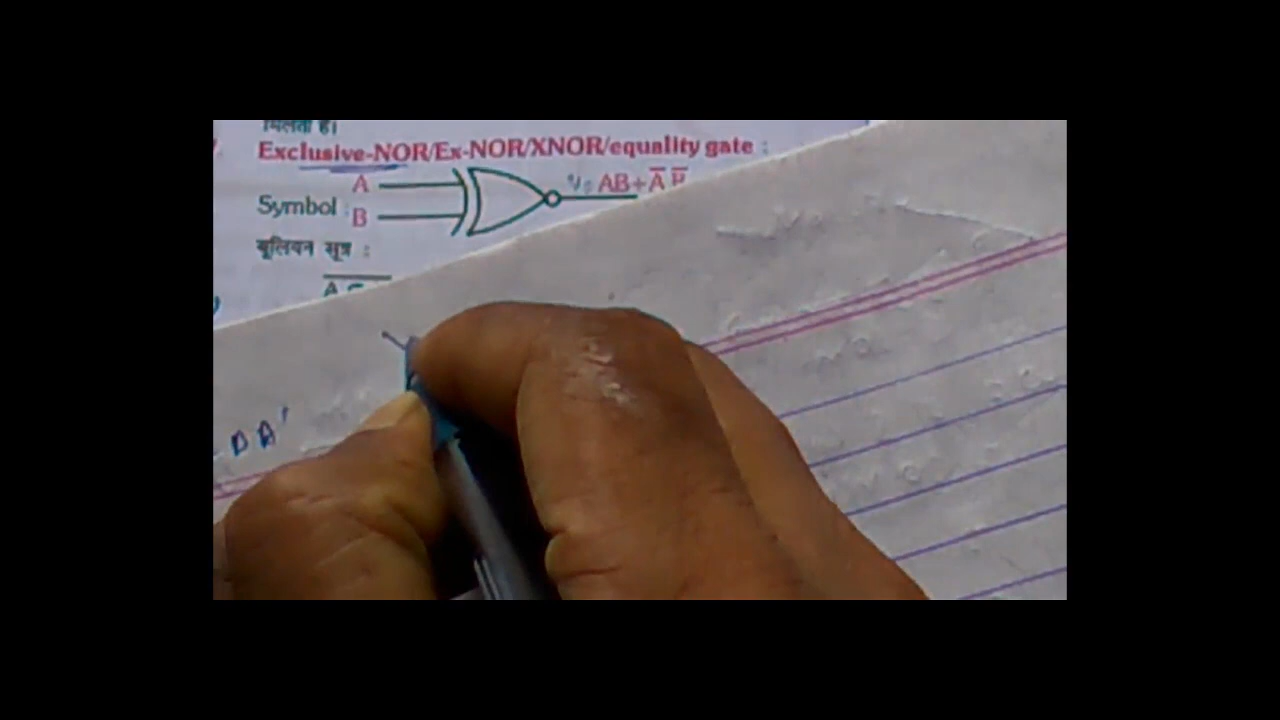 मिलता है।
Exclusive-NOR/Ex-NOR/XNOR/equality gate :
A
Symbol :
B
AB+A̅
बूलियन सूत्र :
A'